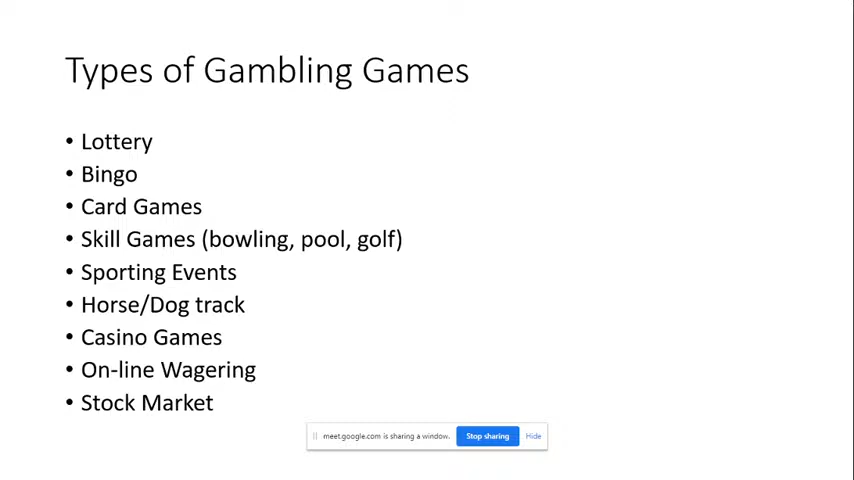 Types of Gambling Games
• Lottery
• Bingo
• Card Games
• Skill Games (bowling, pool, golf)
• Sporting Events
• Horse/Dog track
• Casino Games
• On-line Wagering
• Stock Market
meet.google.com is sharing a window. Stop sharing Hide